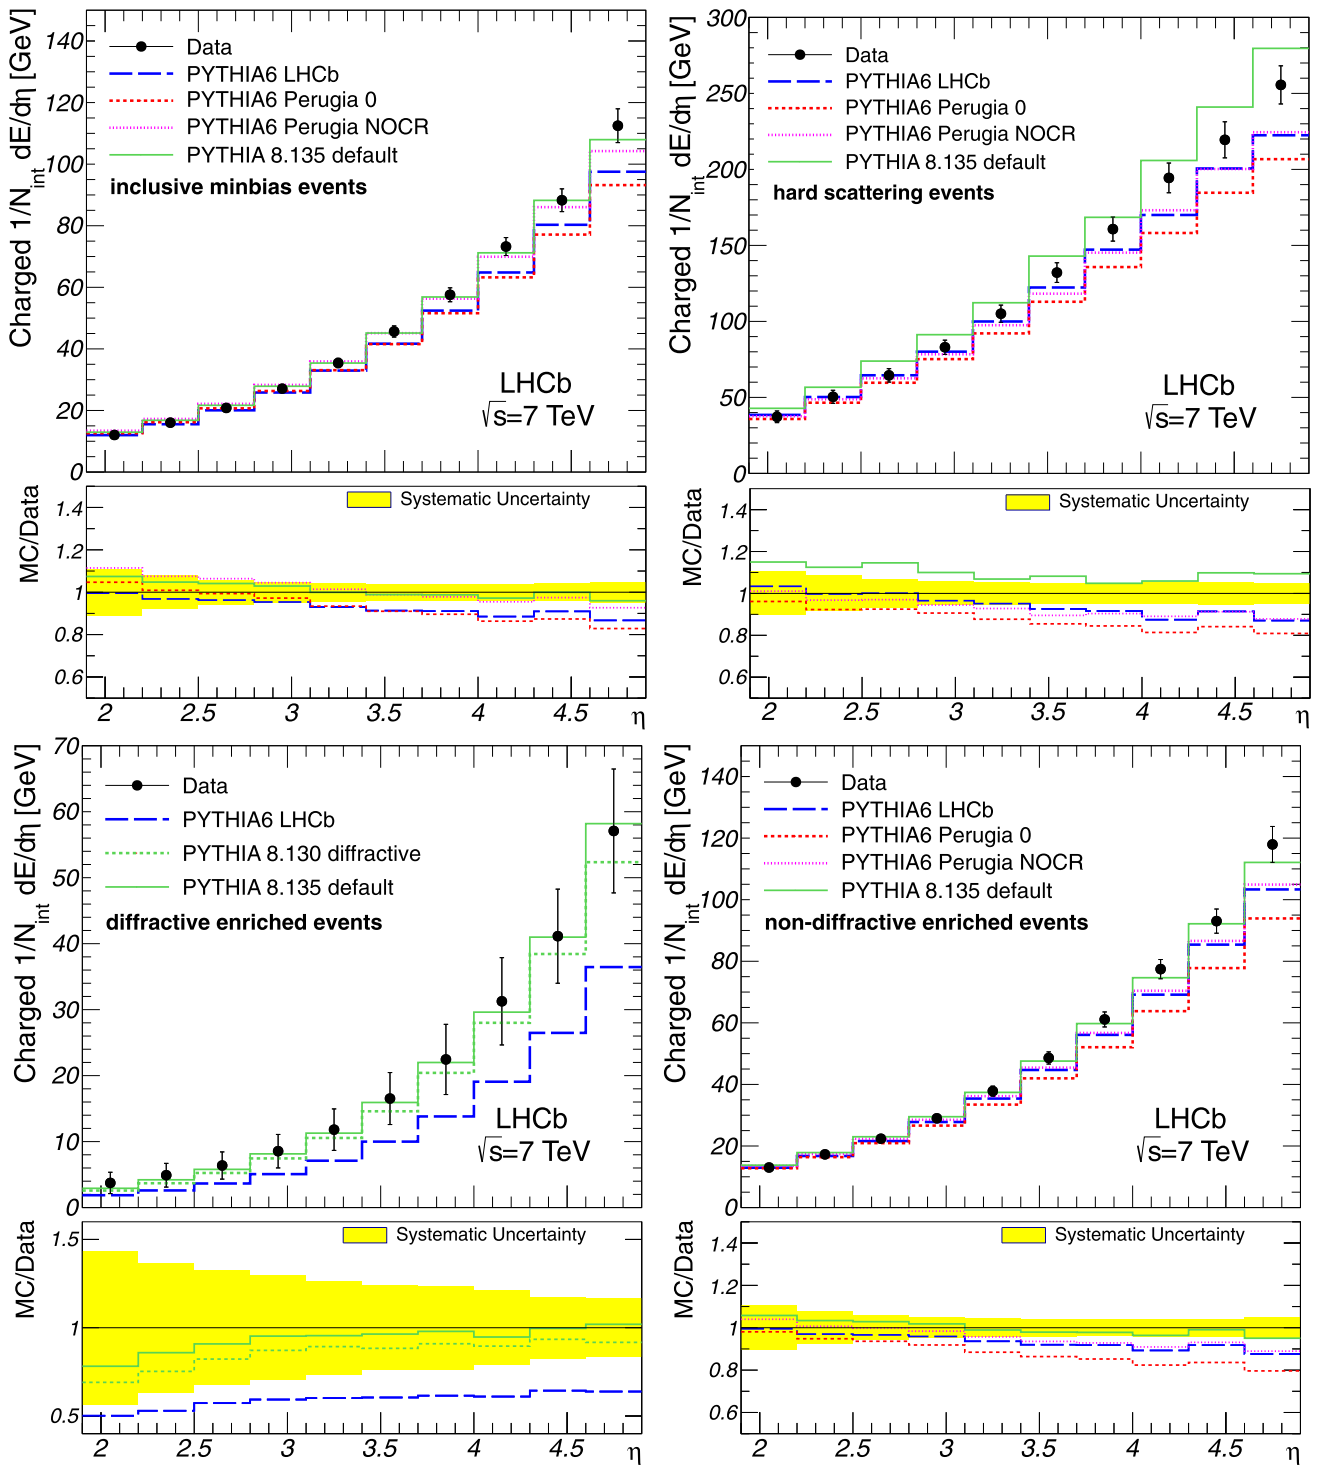 Charged 1/N_int dE/dη [GeV]
140
120
100
80
60
40
20
0
Data
PYTHIA6 LHCb
PYTHIA6 Perugia 0
PYTHIA6 Perugia NOCR
PYTHIA 8.135 default
inclusive minbias events
LHCb
√s=7 TeV
MC/Data
1.4
1.2
1
0.8
0.6
Systematic Uncertainty
2 2.5 3 3.5 4 4.5 η
Charged 1/N_int dE/dη [GeV]
300
250
200
150
100
50
0
Data
PYTHIA6 LHCb
PYTHIA6 Perugia 0
PYTHIA6 Perugia NOCR
PYTHIA 8.135 default
hard scattering events
LHCb
√s=7 TeV
MC/Data
1.4
1.2
1
0.8
0.6
Systematic Uncertainty
2 2.5 3 3.5 4 4.5 η
Charged 1/N_int dE/dη [GeV]
70
60
50
40
30
20
10
0
Data
PYTHIA6 LHCb
PYTHIA 8.130 diffractive
PYTHIA 8.135 default
diffractive enriched events
LHCb
√s=7 TeV
MC/Data
1.5
1
0.5
Systematic Uncertainty
2 2.5 3 3.5 4 4.5 η
Charged 1/N_int dE/dη [GeV]
140
120
100
80
60
40
20
0
Data
PYTHIA6 LHCb
PYTHIA6 Perugia 0
PYTHIA6 Perugia NOCR
PYTHIA 8.135 default
non-diffractive enriched events
LHCb
√s=7 TeV
MC/Data
1.4
1.2
1
0.8
0.6
Systematic Uncertainty
2 2.5 3 3.5 4 4.5 η